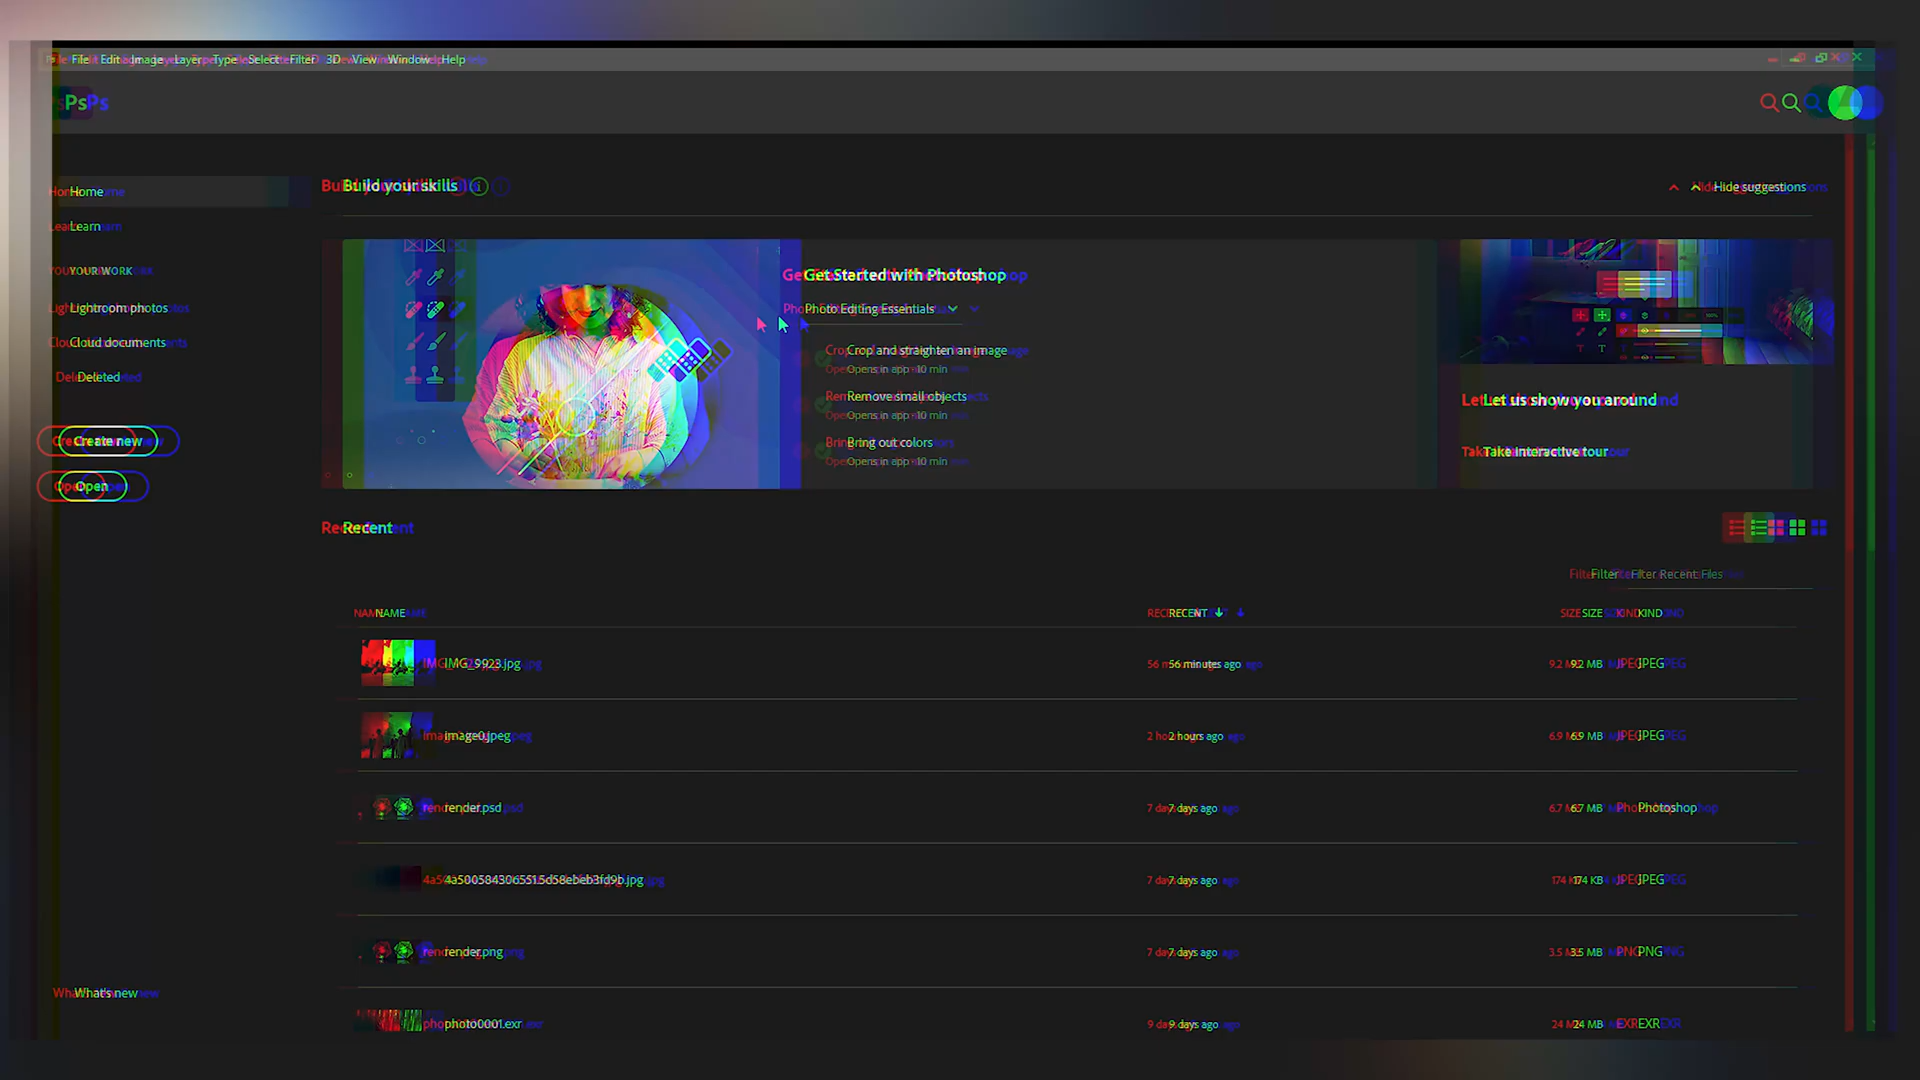 File Edit Image Layer Type Select Filter 3D View Window Help
Ps
Home
Learn
YOUR WORK
Lightroom photos
Cloud documents
Deleted
Create new
Open
What's new
Build your skills
Hide suggestions
Get Started with Photoshop
Photo Editing Essentials
Crop and straighten an image
Opens in app · 10 min
Remove small objects
Opens in app · 10 min
Bring out colors
Opens in app · 10 min
Let us show you around
Take interactive tour
Recent
Filter Filter Recent Files
NAME RECENT SIZE KIND
IMG_9923.jpg 56 minutes ago 9.2 MB JPEG
image0.jpeg 2 hours ago 6.9 MB JPEG
render.psd 7 days ago 6.7 MB Photoshop
7 days ago 174 KB JPEG
render.png 7 days ago 3.5 MB PNG
photo0001.exr 9 days ago 24 MB EXR